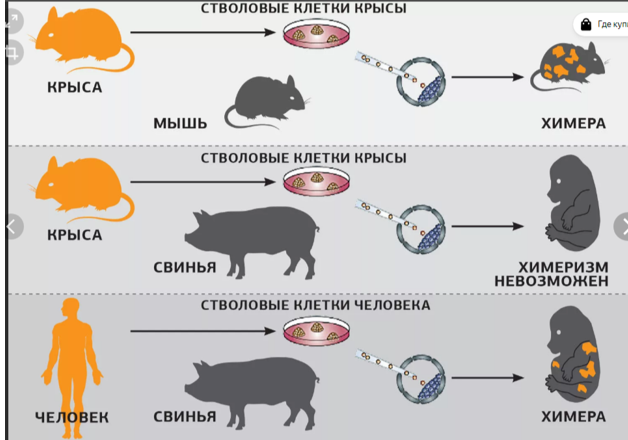 СТВОЛОВЫЕ КЛЕТКИ КРЫСЫ
Где
КРЫСА
МЫШЬ
ХИМЕРА
СТВОЛОВЫЕ КЛЕТКИ КРЫСЫ
КРЫСА
СВИНЬЯ
ХИМЕРИЗМ
НЕВОЗМОЖЕН
СТВОЛОВЫЕ КЛЕТКИ ЧЕЛОВЕКА
ЧЕЛОВЕК
СВИНЬЯ
ХИМЕРА